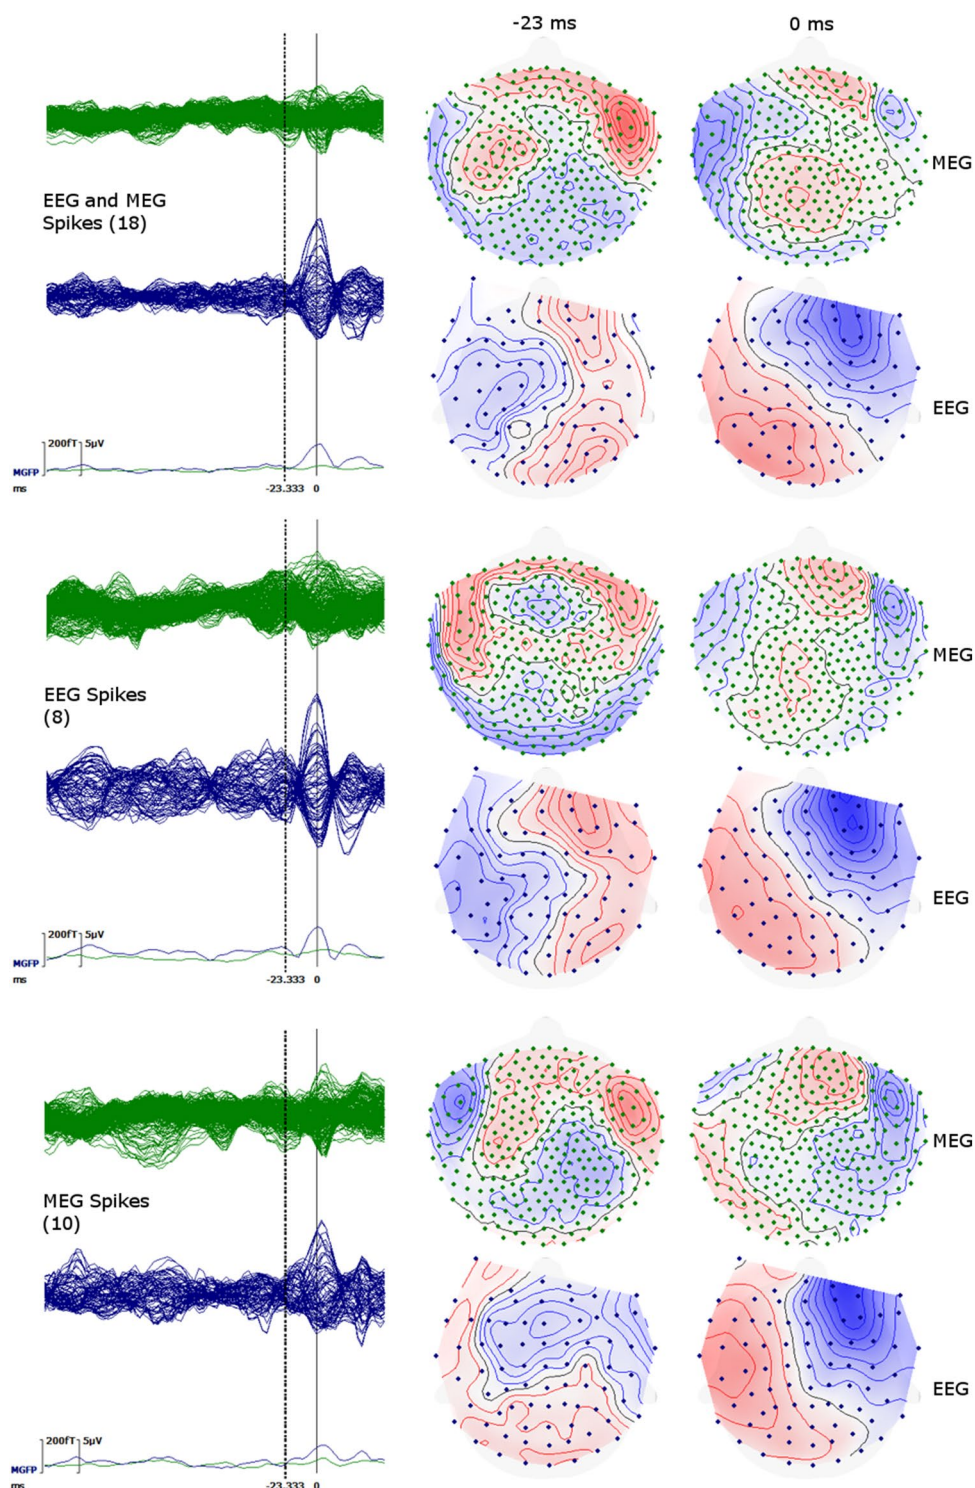 -23 ms
0 ms
MEG
EEG and MEG
Spikes (18)
EEG
200fT 5µV
MGFP
ms
-23.333 0
MEG
EEG Spikes
(8)
EEG
200fT 5µV
MGFP
ms
-23.333 0
MEG
MEG Spikes
(10)
EEG
200fT 5µV
MGFP
ms
-23.333 0